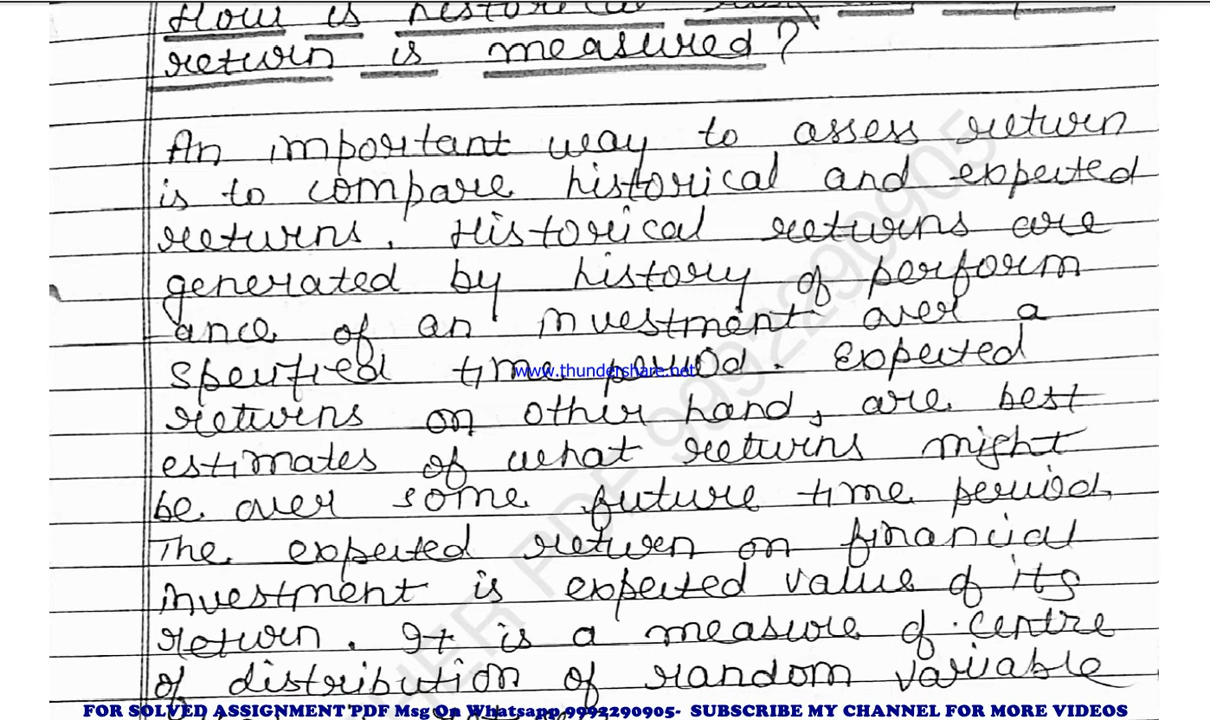 How is
return is measured?
An important way to assess return
is to compare historical and expected
returns. Historical returns are
generated by history of perform
ance of an investment over a
specified time period. Expected
www.thundershare.net
returns on other hand, are best
estimates of what returns might
be over some future time period.
The expected return on financial
investment is expected value of its
return. It is a measure of centre
of distribution of random variable
FOR SOLVED ASSIGNMENT PDF Msg On Whatsapp 9992290905- SUBSCRIBE MY CHANNEL FOR MORE VIDEOS